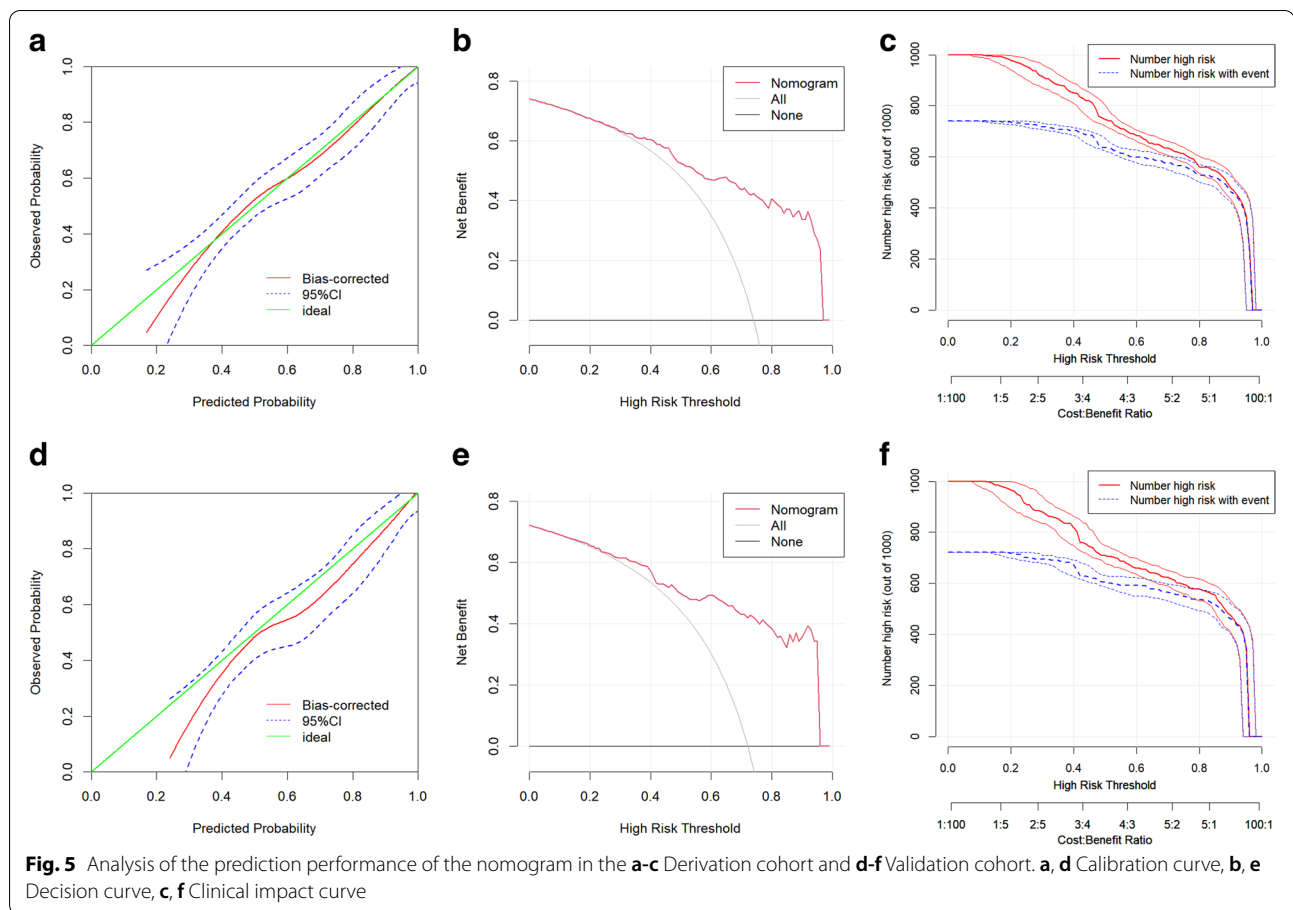 a
1.0
0.8
0.6
0.4
0.2
0.0
Observed Probability
Bias-corrected
95%CI
ideal
0.0 0.2 0.4 0.6 0.8 1.0
Predicted Probability
b
0.8
0.6
0.4
0.2
0.0
Net Benefit
Nomogram
All
None
0.0 0.2 0.4 0.6 0.8 1.0
High Risk Threshold
c
1000
800
600
400
200
0
Number high risk (out of 1000)
Number high risk
Number high risk with event
0.0 0.2 0.4 0.6 0.8 1.0
High Risk Threshold
1:100 1:5 2:5 3:4 4:3 5:2 5:1 100:1
Cost:Benefit Ratio
d
1.0
0.8
0.6
0.4
0.2
0.0
Observed Probability
Bias-corrected
95%CI
ideal
0.0 0.2 0.4 0.6 0.8 1.0
Predicted Probability
e
0.8
0.6
0.4
0.2
0.0
Net Benefit
Nomogram
All
None
0.0 0.2 0.4 0.6 0.8 1.0
High Risk Threshold
f
1000
800
600
400
200
0
Number high risk (out of 1000)
Number high risk
Number high risk with event
0.0 0.2 0.4 0.6 0.8 1.0
High Risk Threshold
1:100 1:5 2:5 3:4 4:3 5:2 5:1 100:1
Cost:Benefit Ratio
Fig. 5 Analysis of the prediction performance of the nomogram in the a-c Derivation cohort and d-f Validation cohort. a, d Calibration curve, b, e
Decision curve, c, f Clinical impact curve